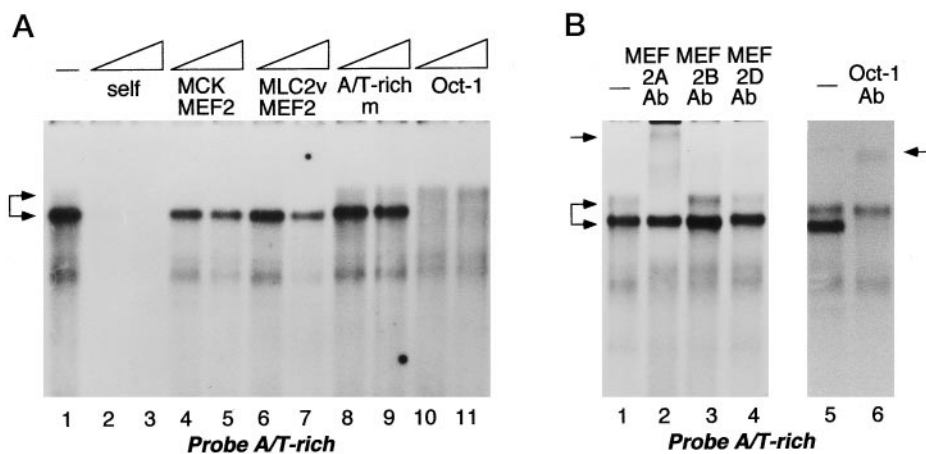 A
B
— self MCK MLC2v A/T-rich Oct-1
MEF2 MEF2 m
MEF MEF MEF
2A 2B 2D
— Ab Ab Ab
Oct-1
— Ab
1 2 3 4 5 6 7 8 9 10 11
Probe A/T-rich
1 2 3 4 5 6
Probe A/T-rich